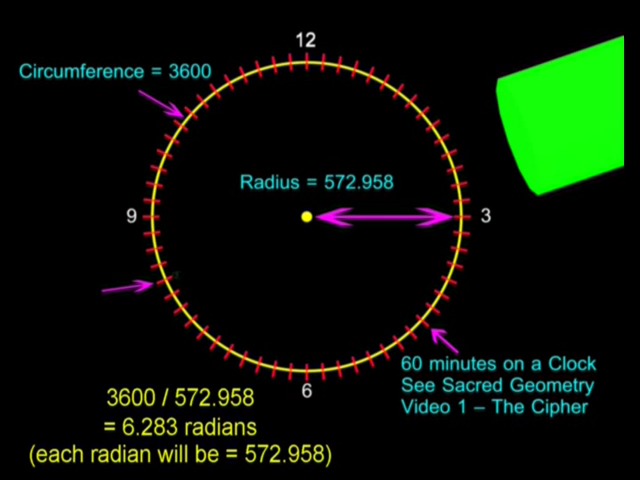 12
Circumference = 3600
Radius = 572.958
9
3
60 minutes on a Clock
See Sacred Geometry
Video 1 – The Cipher
6
3600 / 572.958
= 6.283 radians
(each radian will be = 572.958)